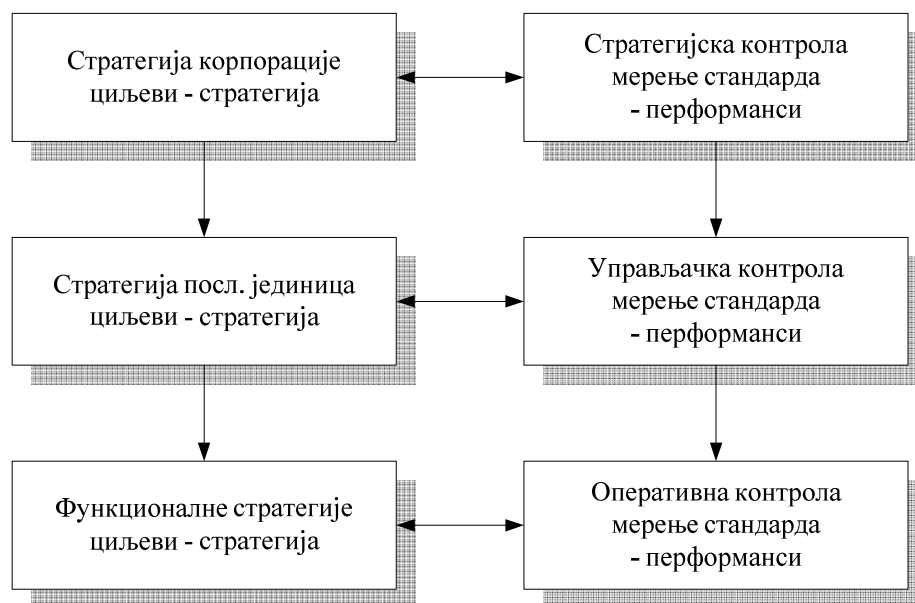 Стратегија корпорације
циљеви - стратегија
Стратегијска контрола
мерење стандарда
- перформанси
Стратегија посл. јединица
циљеви - стратегија
Управљачка контрола
мерење стандарда
- перформанси
Функционалне стратегије
циљеви - стратегија
Оперативна контрола
мерење стандарда
- перформанси